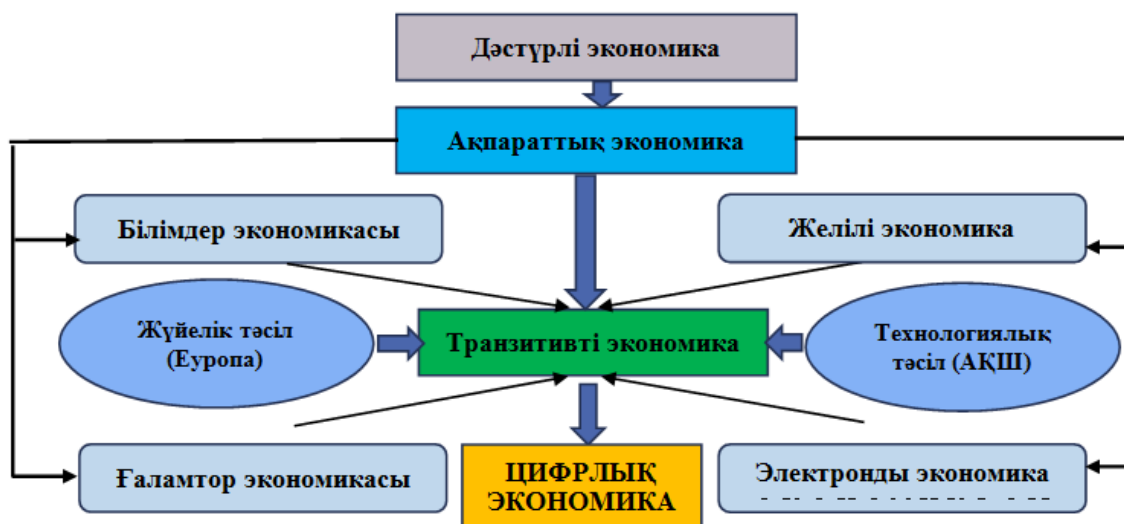 Дәстүрлі экономика
Ақпараттық экономика
Білімдер экономикасы
Желілі экономика
Жүйелік тәсіл
(Еуропа)
Транзитивті экономика
Технологиялық
тәсіл (АҚШ)
Ғаламтор экономикасы
ЦИФРЛЫҚ
ЭКОНОМИКА
Электронды экономика